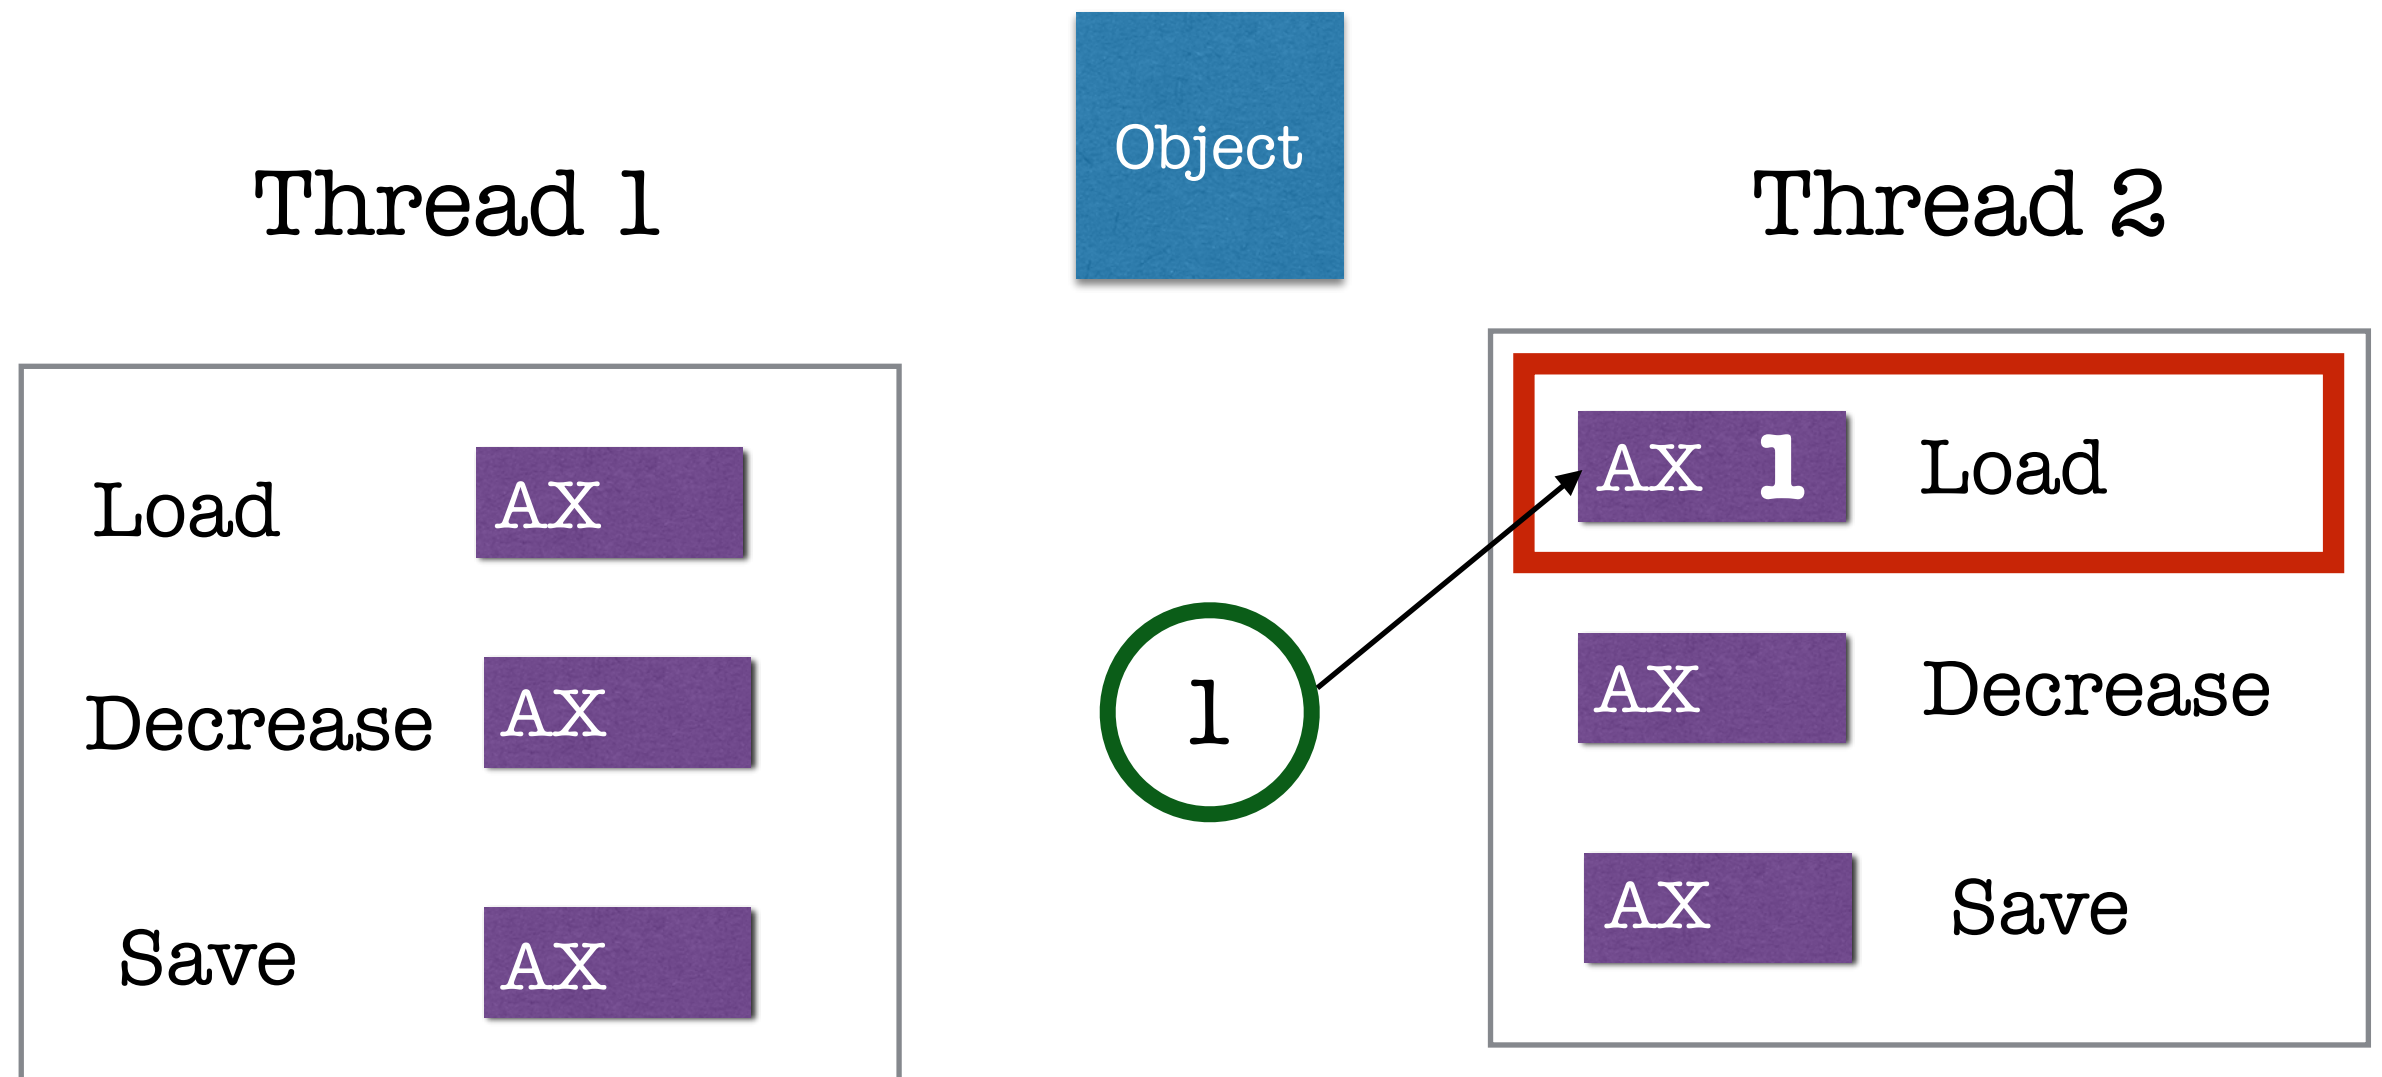 Object
Thread 1
Thread 2
Load
AX
Decrease
AX
Save
AX
1
AX 1
Load
AX
Decrease
AX
Save